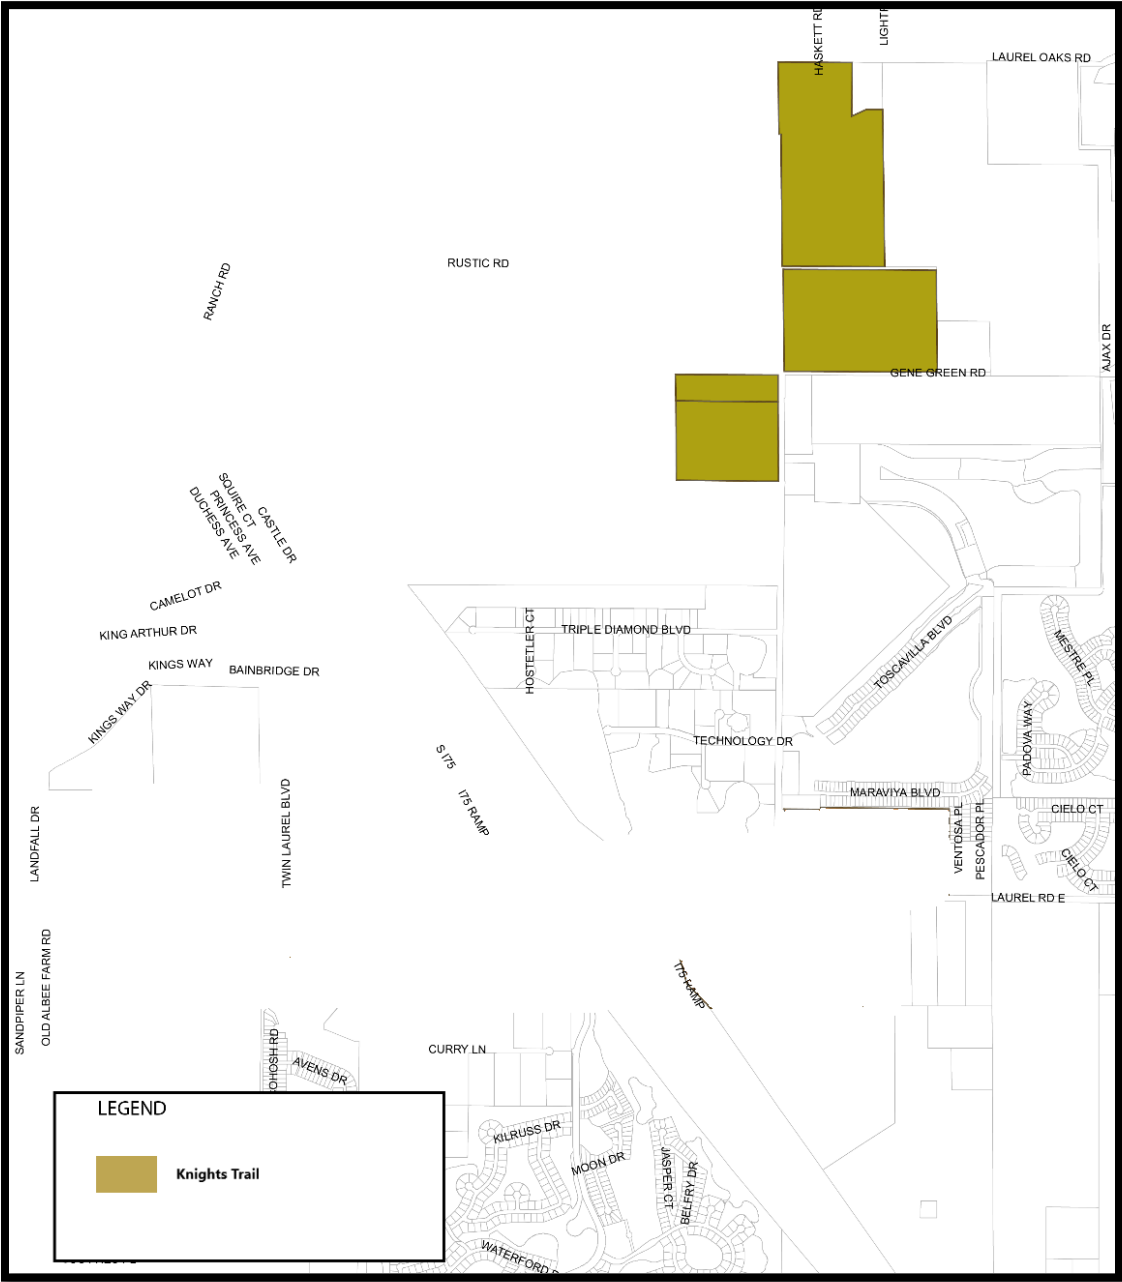 HASKETT RD
LAUREL OAKS RD
RUSTIC RD
RANCH RD
AJAX DR
GENE GREEN RD
SQUIRE CT
PRINCESS AVE
DUCHESS AVE
CASTLE DR
CAMELOT DR
KING ARTHUR DR
KINGS WAY
BAINBRIDGE DR
KINGS WAY DR
HOSTETLER CT
TRIPLE DIAMOND BLVD
TOSCAVILLA BLVD
MESTRE PL
PADOVA WAY
TECHNOLOGY DR
S I75
I75 RAMP
TWIN LAUREL BLVD
LANDFALL DR
MARAVIYA BLVD
VENTOSA PL
PESCADOR PL
CIELO CT
CIELO CT
LAUREL RD E
OLD ALBEE FARM RD
SANDPIPER LN
I75 RAMP
COHOSH RD
AVENS DR
CURRY LN
KILRUSS DR
MOON DR
JASPER CT
BELFRY DR
WATERFORD
LEGEND
Knights Trail